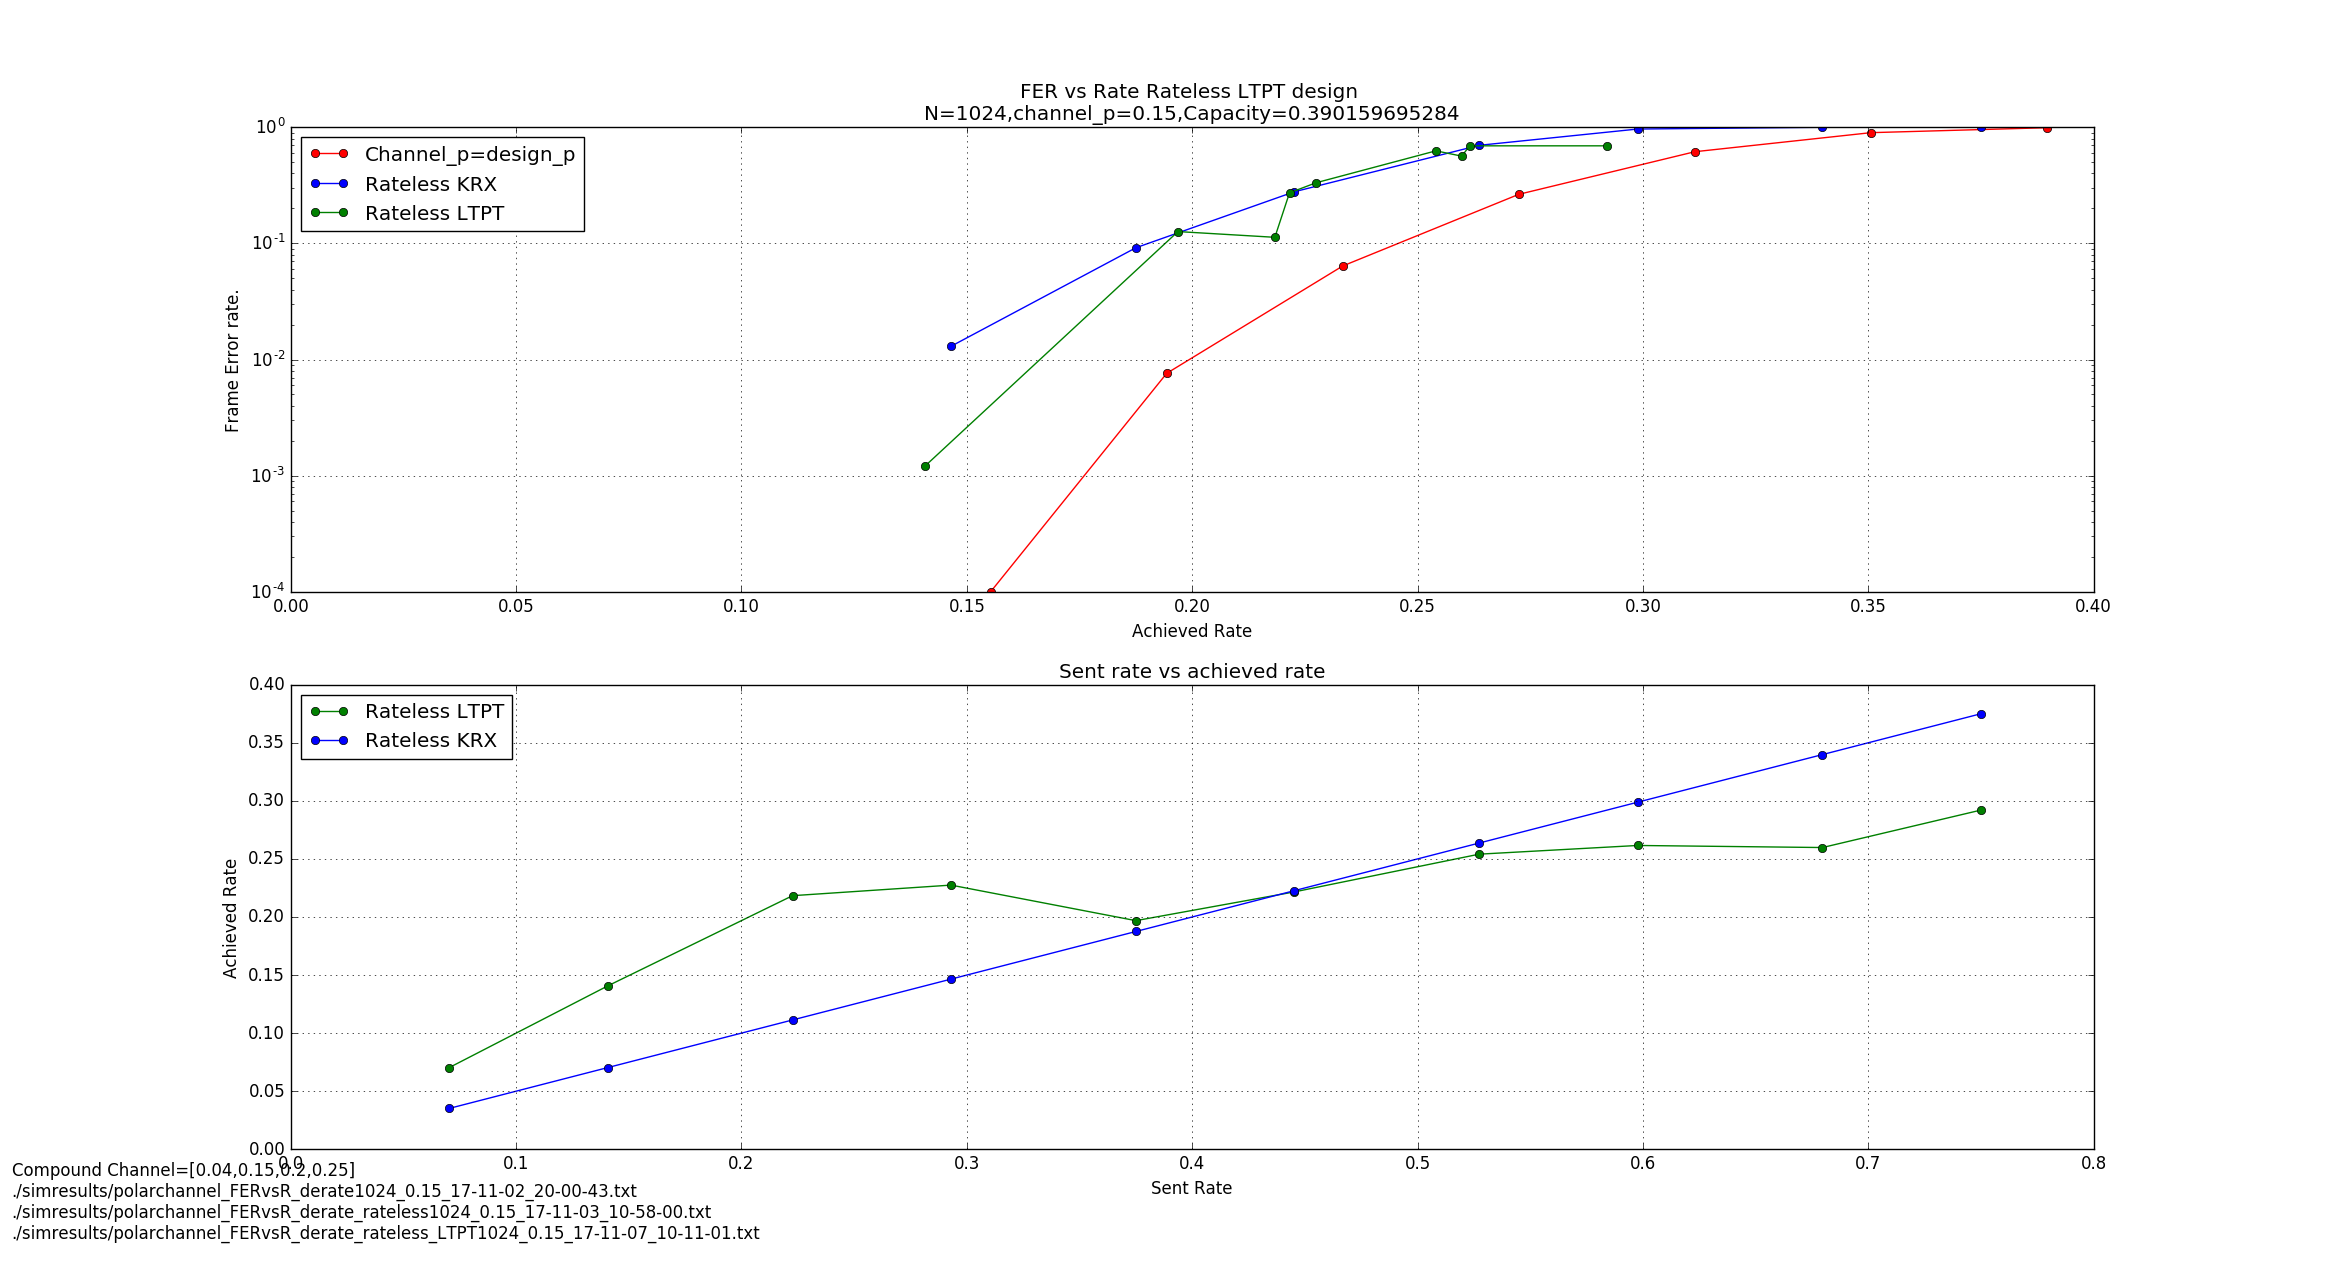 FER vs Rate Rateless LTPT design
N=1024,channel_p=0.15,Capacity=0.390159695284
10^0
10^-1
10^-2
10^-3
10^-4
Frame Error rate.
Channel_p=design_p
Rateless KRX
Rateless LTPT
0.00 0.05 0.10 0.15 0.20 0.25 0.30 0.35 0.40
Achieved Rate
Sent rate vs achieved rate
0.40
0.35
0.30
0.25
0.20
0.15
0.10
0.05
0.00
Achieved Rate
Rateless LTPT
Rateless KRX
0.0 0.1 0.2 0.3 0.4 0.5 0.6 0.7 0.8
Sent Rate
Compound Channel=[0.04,0.15,0.2,0.25]
./simresults/polarchannel_FERvsR_derate1024_0.15_17-11-02_20-00-43.txt
./simresults/polarchannel_FERvsR_derate_rateless1024_0.15_17-11-03_10-58-00.txt
./simresults/polarchannel_FERvsR_derate_rateless_LTPT1024_0.15_17-11-07_10-11-01.txt